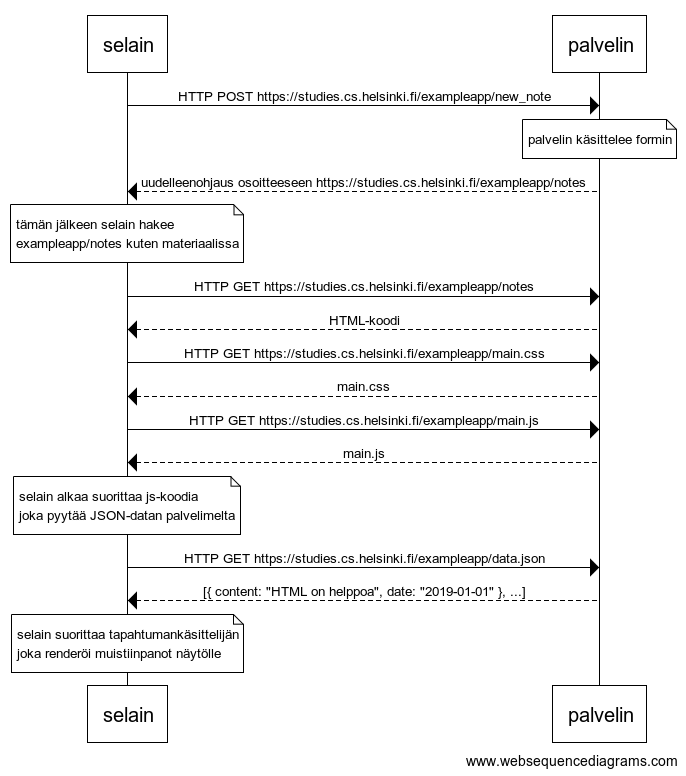 selain
palvelin
HTTP POST https://studies.cs.helsinki.fi/exampleapp/new_note
palvelin käsittelee formin
uudelleenohjaus osoitteeseen https://studies.cs.helsinki.fi/exampleapp/notes
tämän jälkeen selain hakee
exampleapp/notes kuten materiaalissa
HTTP GET https://studies.cs.helsinki.fi/exampleapp/notes
HTML-koodi
HTTP GET https://studies.cs.helsinki.fi/exampleapp/main.css
main.css
HTTP GET https://studies.cs.helsinki.fi/exampleapp/main.js
main.js
selain alkaa suorittaa js-koodia
joka pyytää JSON-datan palvelimelta
HTTP GET https://studies.cs.helsinki.fi/exampleapp/data.json
[{ content: "HTML on helppoa", date: "2019-01-01" }, ...]
selain suorittaa tapahtumankäsittelijän
joka renderöi muistiinpanot näytölle
selain
palvelin
www.websequencediagrams.com